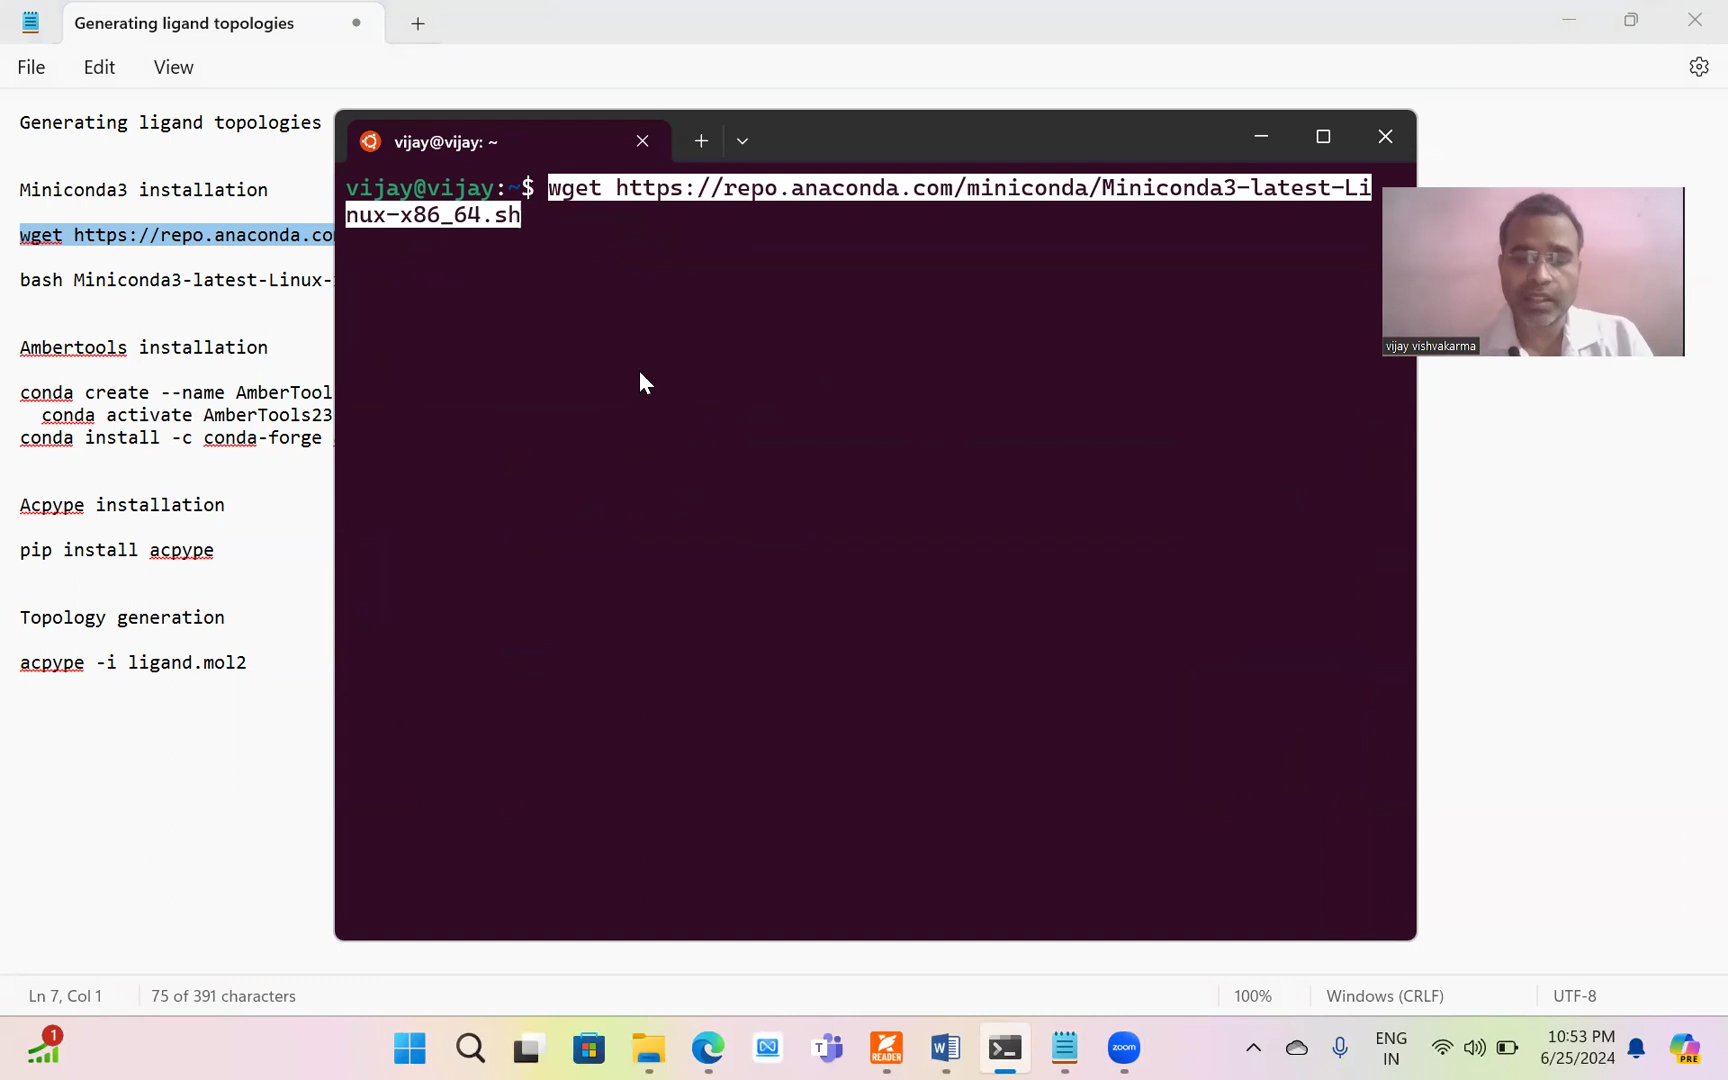 Generating ligand topologies
File Edit View
Generating ligand topologies
Miniconda3 installation
wget https://repo.anaconda.co
bash Miniconda3-latest-Linux-
Ambertools installation
conda create --name AmberTool
conda activate AmberTools23
conda install -c conda-forge
Acpype installation
pip install acpype
Topology generation
acpype -i ligand.mol2
vijay@vijay: ~
vijay@vijay:~$ wget https://repo.anaconda.com/miniconda/Miniconda3-latest-Li
nux-x86_64.sh
vijay vishvakarma
Ln 7, Col 1 75 of 391 characters 100% Windows (CRLF) UTF-8
1
READER
zoom
ENG
IN
10:53 PM
6/25/2024
PRE